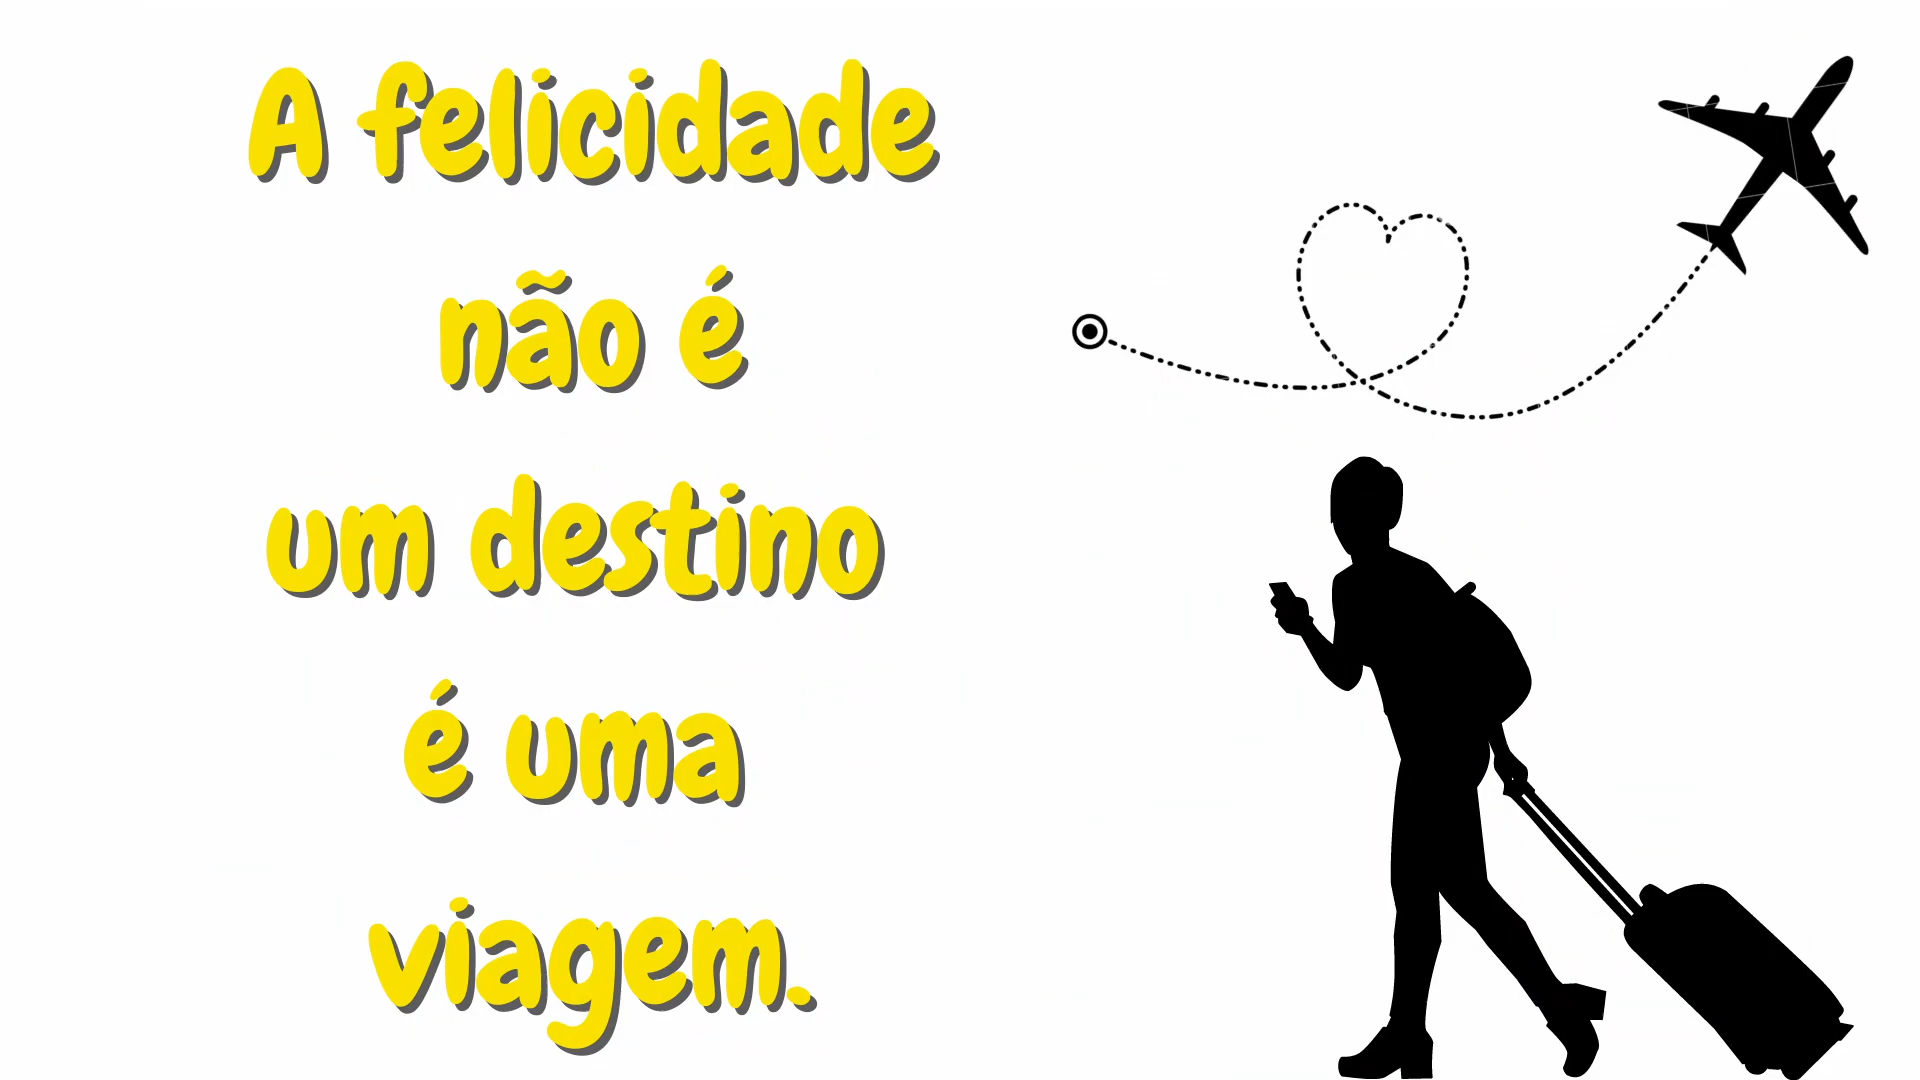 A felicidade
não é
um destino
é uma
viagem.